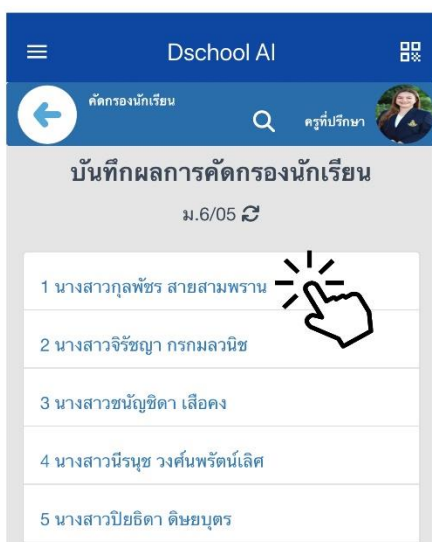 Dschool AI
คัดกรองนักเรียน
ครูที่ปรึกษา
บันทึกผลการคัดกรองนักเรียน
ม.6/05
1 นางสาวกุลพัชร สายสามพราน
2 นางสาวจิรัชญา กรกมลวนิช
3 นางสาวชนัญชิดา เสือคง
4 นางสาวนีรนุช วงศ์นพรัตน์เลิศ
5 นางสาวปิยธิดา ดิษยบุตร